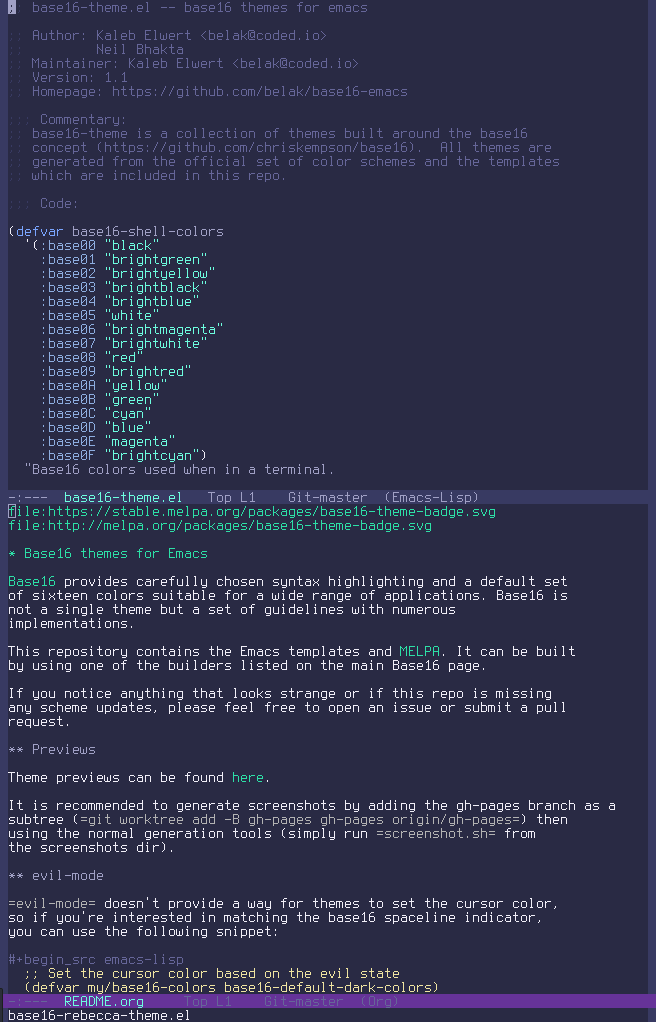 ;; base16-theme.el -- base16 themes for emacs
;; Author: Kaleb Elwert <belak@coded.io>
;;         Neil Bhakta
;; Maintainer: Kaleb Elwert <belak@coded.io>
;; Version: 1.1
;; Homepage: https://github.com/belak/base16-emacs
;;; Commentary:
;; base16-theme is a collection of themes built around the base16
;; concept (https://github.com/chriskempson/base16).  All themes are
;; generated from the official set of color schemes and the templates
;; which are included in this repo.
;;; Code:
(defvar base16-shell-colors
  '(:base00 "black"
    :base01 "brightgreen"
    :base02 "brightyellow"
    :base03 "brightblack"
    :base04 "brightblue"
    :base05 "white"
    :base06 "brightmagenta"
    :base07 "brightwhite"
    :base08 "red"
    :base09 "brightred"
    :base0A "yellow"
    :base0B "green"
    :base0C "cyan"
    :base0D "blue"
    :base0E "magenta"
    :base0F "brightcyan")
  "Base16 colors used when in a terminal.
-:---  base16-theme.el   Top L1    Git-master  (Emacs-Lisp)
file:https://stable.melpa.org/packages/base16-theme-badge.svg
file:http://melpa.org/packages/base16-theme-badge.svg
* Base16 themes for Emacs
Base16 provides carefully chosen syntax highlighting and a default set
of sixteen colors suitable for a wide range of applications. Base16 is
not a single theme but a set of guidelines with numerous
implementations.
This repository contains the Emacs templates and MELPA. It can be built
by using one of the builders listed on the main Base16 page.
If you notice anything that looks strange or if this repo is missing
any scheme updates, please feel free to open an issue or submit a pull
request.
** Previews
Theme previews can be found here.
It is recommended to generate screenshots by adding the gh-pages branch as a
subtree (=git worktree add -B gh-pages gh-pages origin/gh-pages=) then
using the normal generation tools (simply run =screenshot.sh= from
the screenshots dir).
** evil-mode
=evil-mode= doesn't provide a way for themes to set the cursor color,
so if you're interested in matching the base16 spaceline indicator,
you can use the following snippet:
#+begin_src emacs-lisp
  ;; Set the cursor color based on the evil state
  (defvar my/base16-colors base16-default-dark-colors)
-:---  README.org     Top L1    Git-master  (Org)
base16-rebecca-theme.el